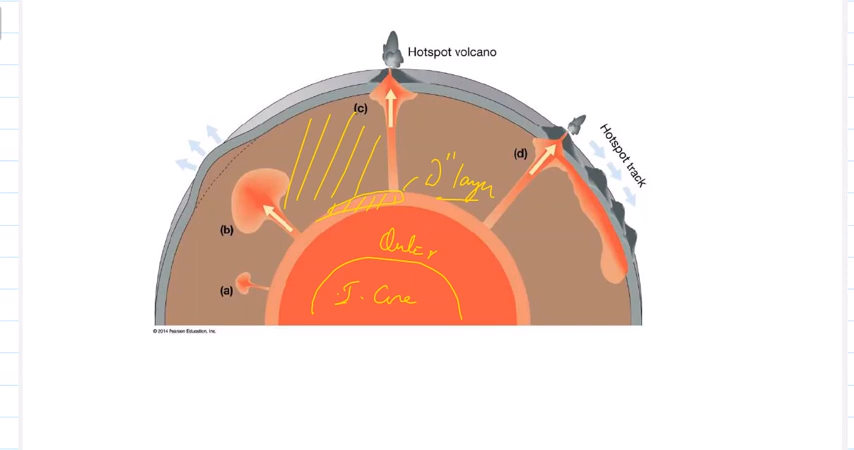 Hotspot volcano
(c)
(d)
Hotspot track
D" layer
(b)
Outer
(a)
I. Core
© 2014 Pearson Education, Inc.